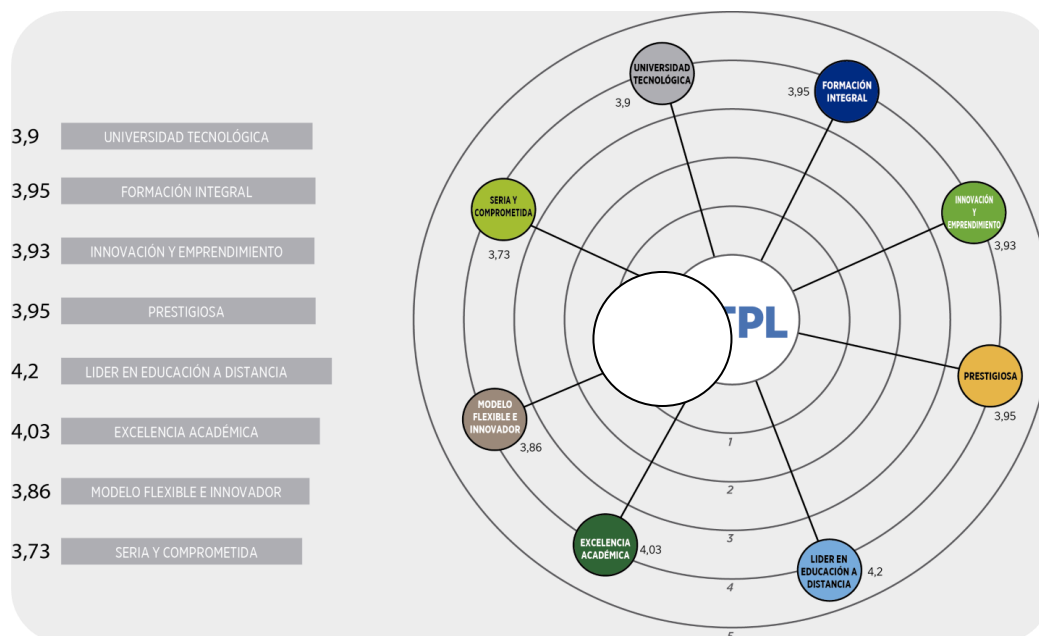 3,9 UNIVERSIDAD TECNOLÓGICA
3,95 FORMACIÓN INTEGRAL
3,93 INNOVACIÓN Y EMPRENDIMIENTO
3,95 PRESTIGIOSA
4,2 LIDER EN EDUCACIÓN A DISTANCIA
4,03 EXCELENCIA ACADÉMICA
3,86 MODELO FLEXIBLE E INNOVADOR
3,73 SERIA Y COMPROMETIDA
UNIVERSIDAD
TECNOLÓGICA
3,9
FORMACIÓN
INTEGRAL
3,95
INNOVACIÓN
Y
EMPRENDIMIENTO
3,93
PRESTIGIOSA
3,95
LIDER EN
EDUCACIÓN A
DISTANCIA
4,2
EXCELENCIA
ACADÉMICA
4,03
MODELO
FLEXIBLE E
INNOVADOR
3,86
SERIA Y
COMPROMETIDA
3,73
1
2
3
4